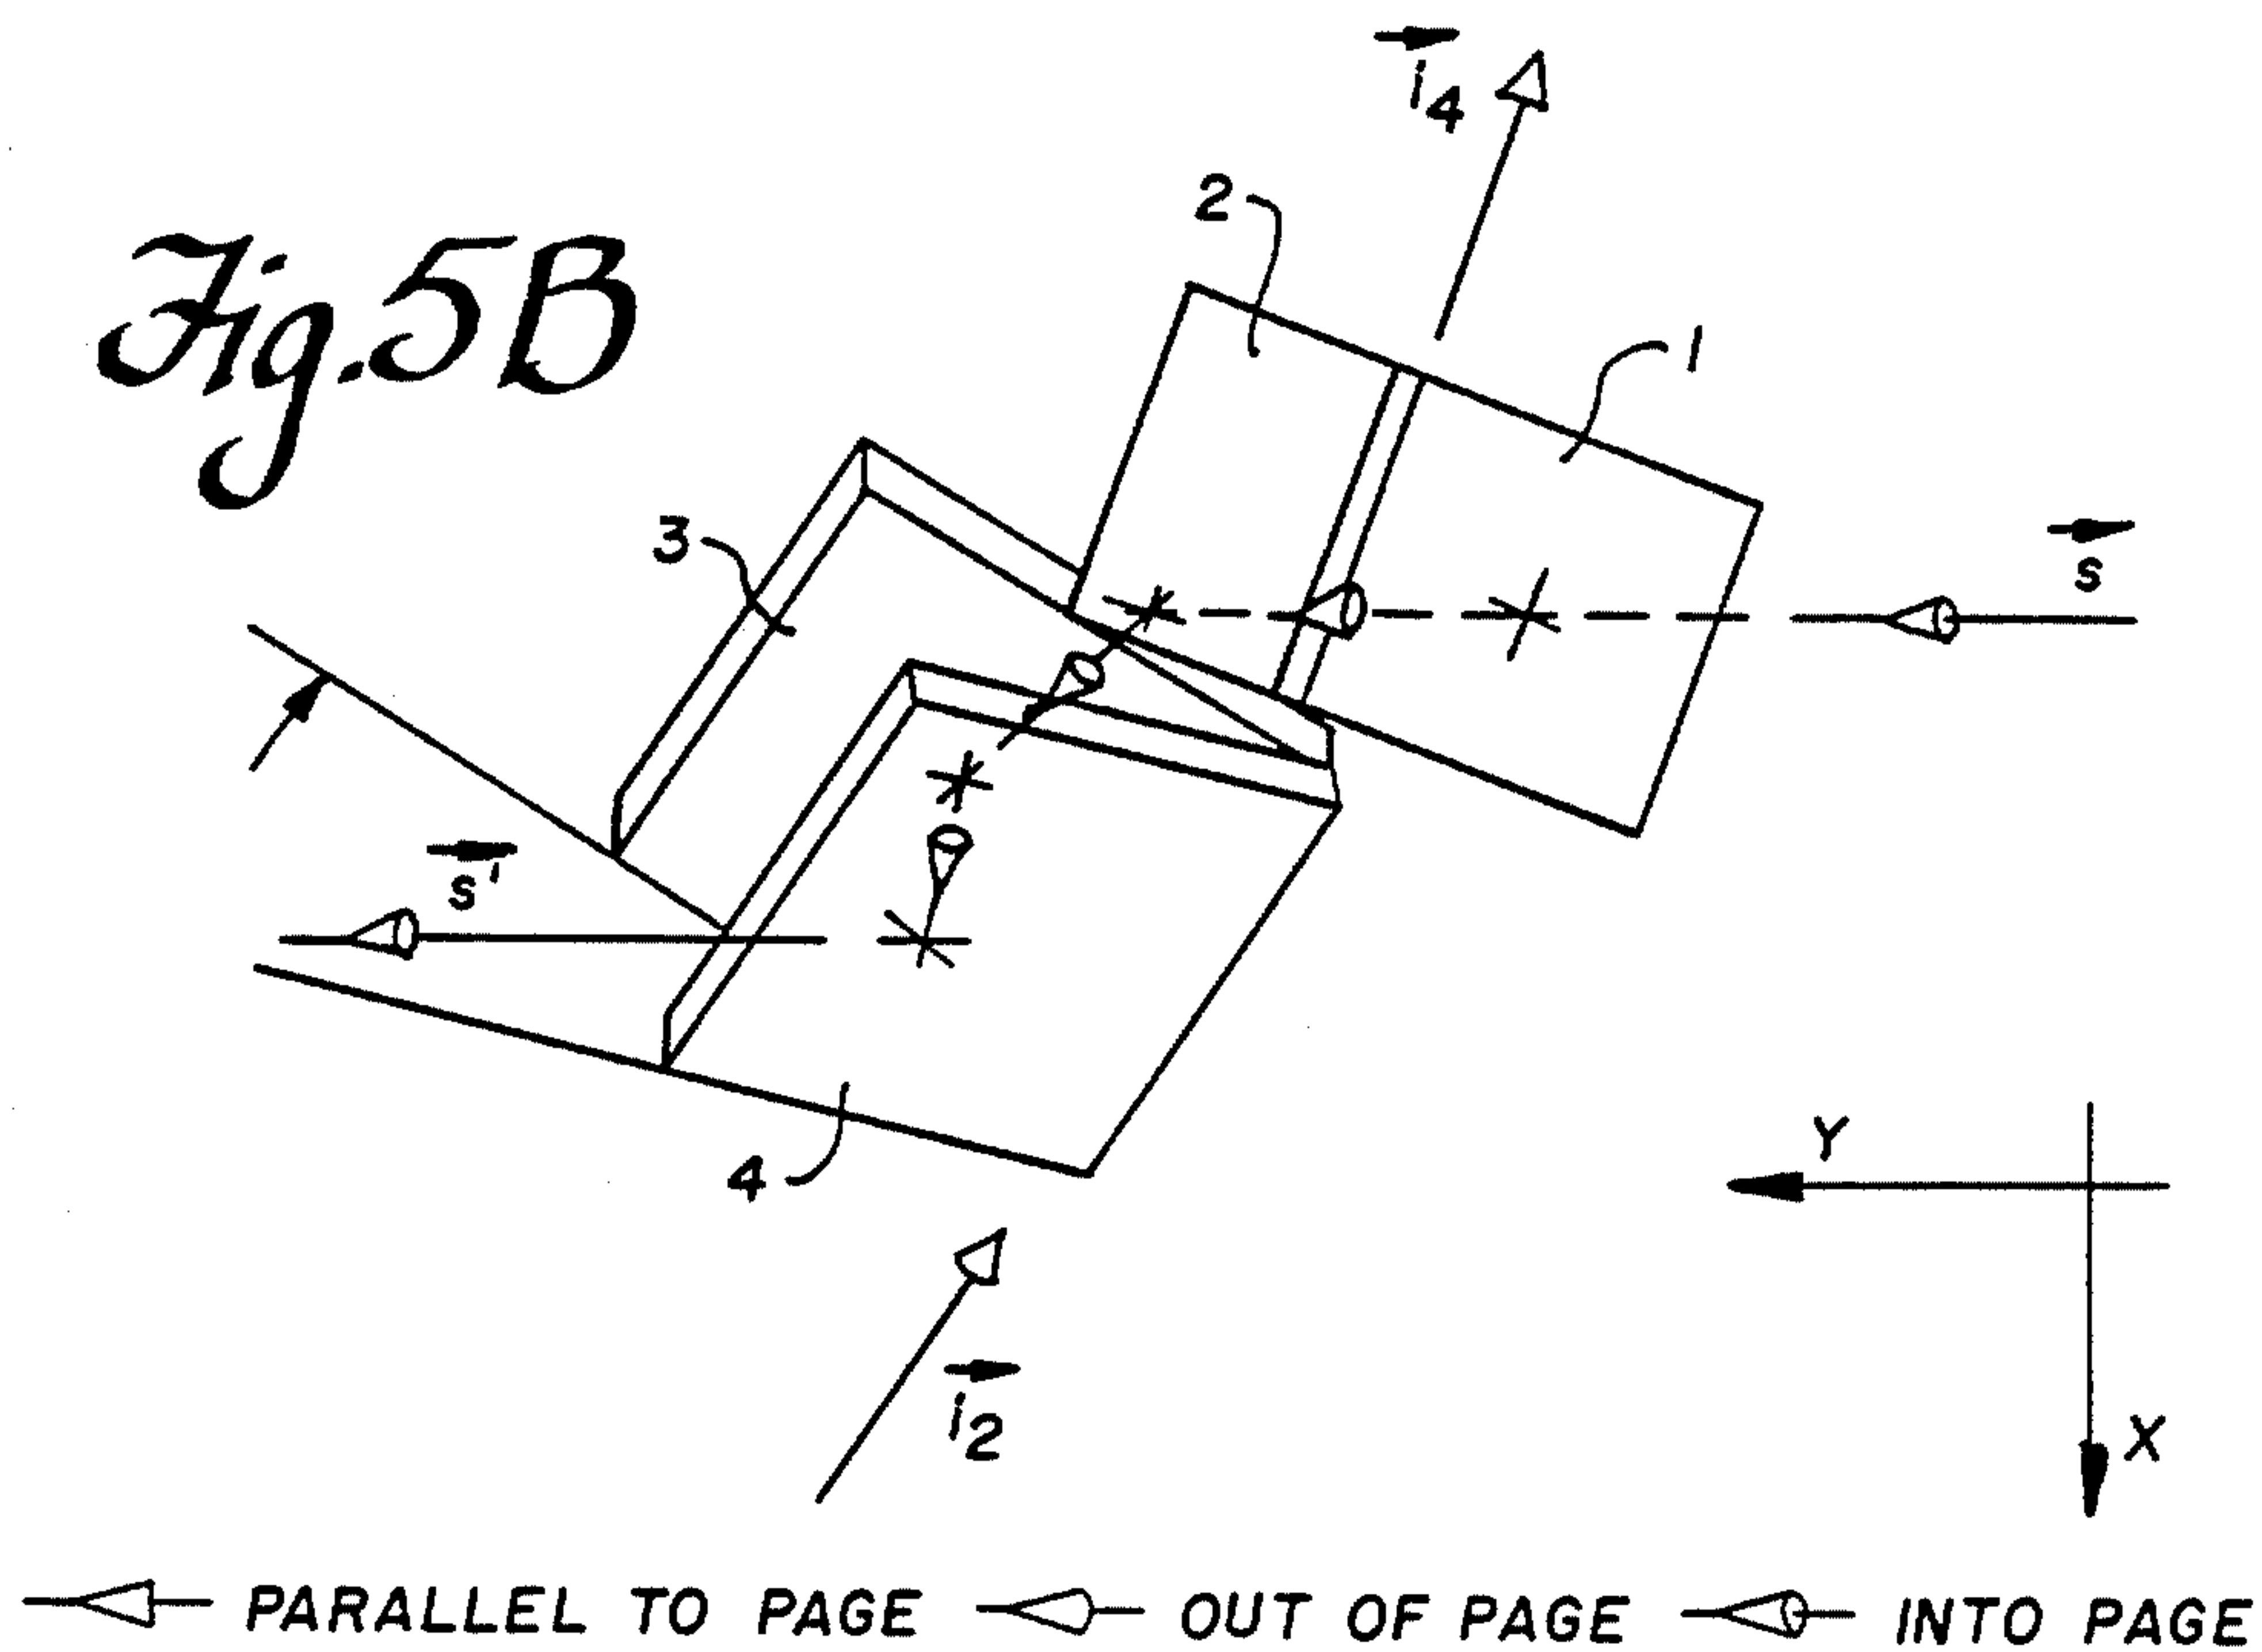 Fig. 5B
i4
2
1
3
s
s'
4
Y
i2
X
PARALLEL TO PAGE OUT OF PAGE INTO PAGE